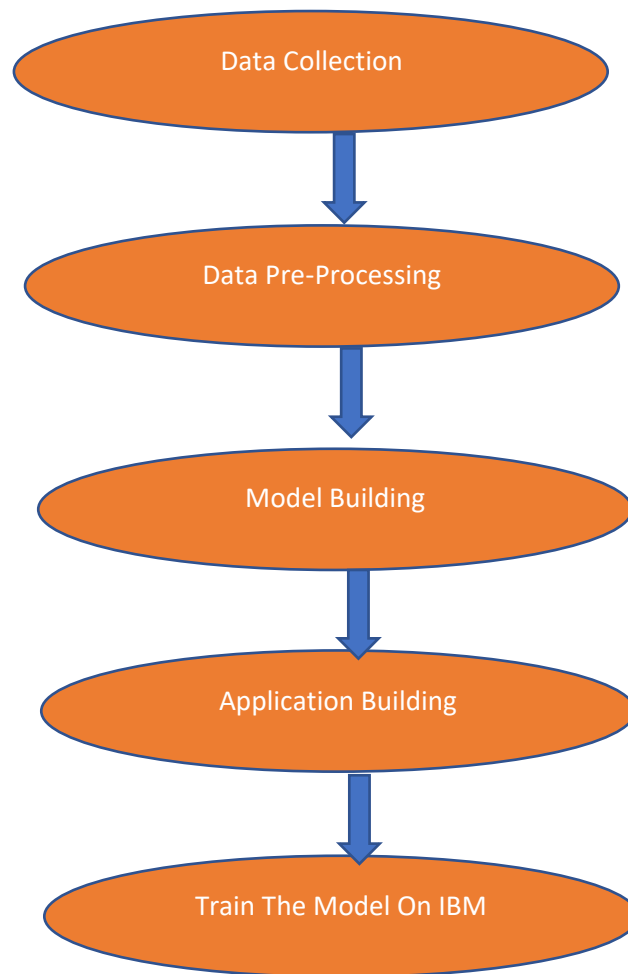 Data Collection
Data Pre-Processing
Model Building
Application Building
Train The Model On IBM